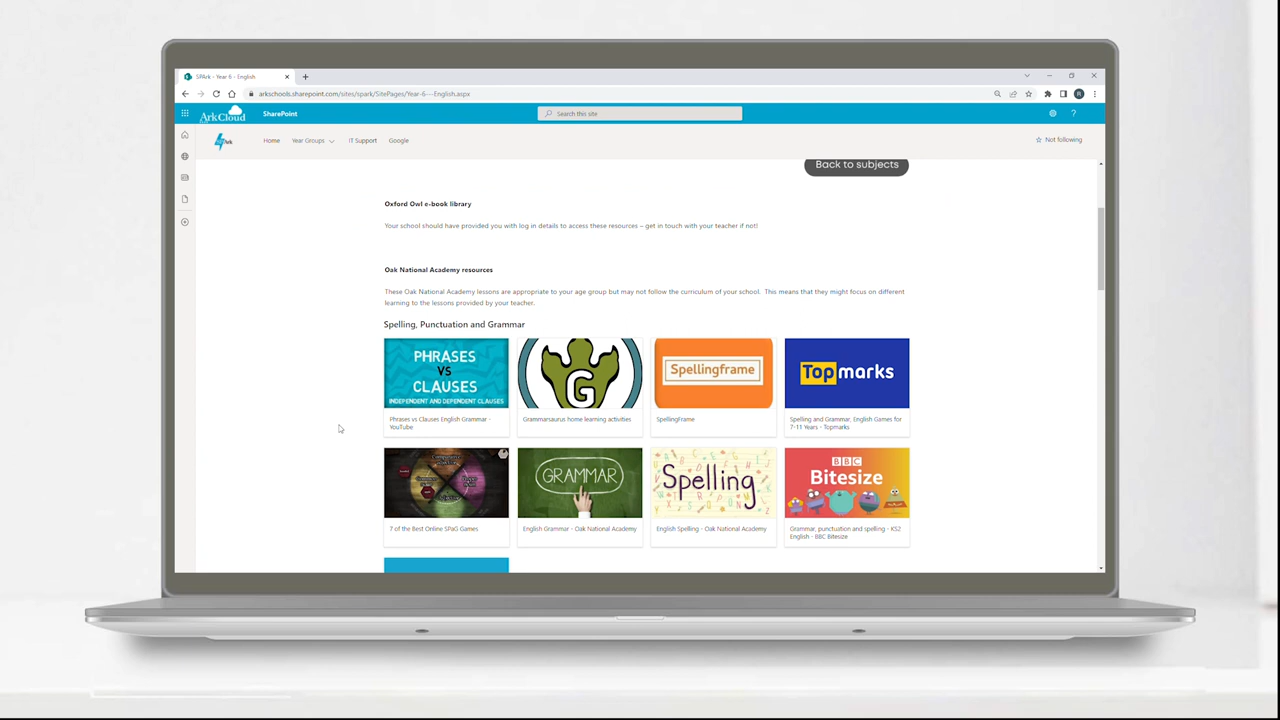 SPArk - Year 6 - English
arkschools.sharepoint.com/sites/spark/SitePages/Year-6---English.aspx
ArkCloud
SharePoint
Search this site
Ark
Home
Year Groups
IT Support
Google
Not following
Back to subjects
Oxford Owl e-book library
Your school should have provided you with log in details to access these resources – get in touch with your teacher if not!
Oak National Academy resources
These Oak National Academy lessons are appropriate to your age group but may not follow the curriculum of your school. This means that they might focus on different
learning to the lessons provided by your teacher.
Spelling, Punctuation and Grammar
PHRASES
VS
CLAUSES
INDEPENDENT AND DEPENDENT CLAUSES
G
Spellingframe
Topmarks
Phrases vs Clauses English Grammar -
YouTube
Grammarsaurus home learning activities
SpellingFrame
Spelling and Grammar, English Games for
7-11 Years - Topmarks
GRAMMAR
Spelling
BBC
Bitesize
7 of the Best Online SPaG Games
English Grammar - Oak National Academy
English Spelling - Oak National Academy
Grammar, punctuation and spelling - KS2
English - BBC Bitesize